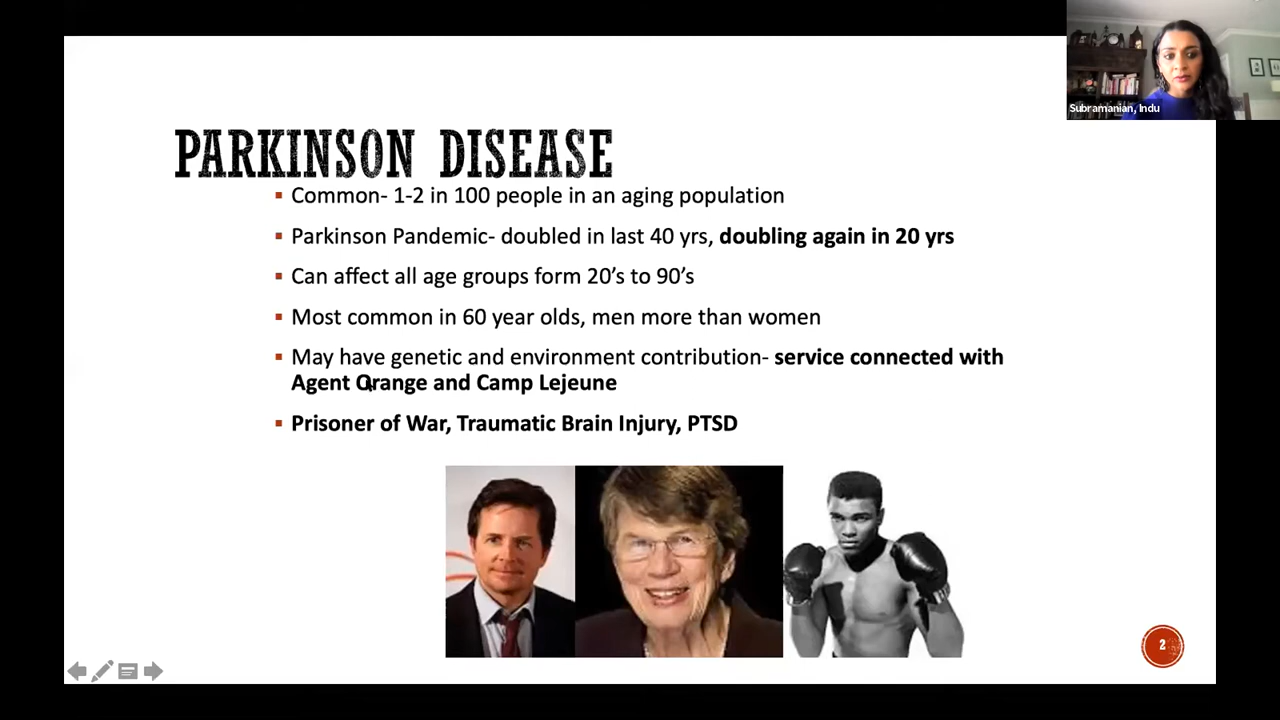 Subramanian, Indu
PARKINSON DISEASE
Common- 1-2 in 100 people in an aging population
Parkinson Pandemic- doubled in last 40 yrs, doubling again in 20 yrs
Can affect all age groups form 20's to 90's
Most common in 60 year olds, men more than women
May have genetic and environment contribution- service connected with
Agent Orange and Camp Lejeune
Prisoner of War, Traumatic Brain Injury, PTSD
2